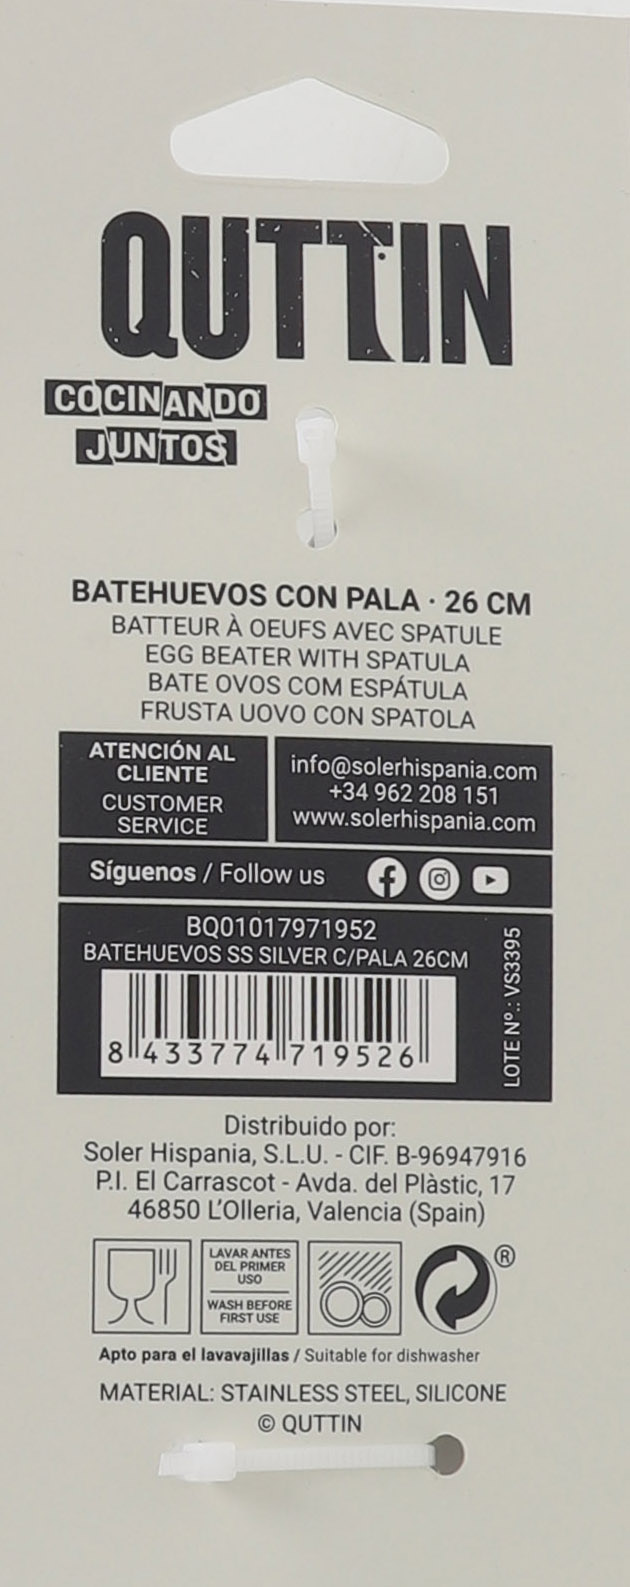 QUTTIN
COCINANDO
JUNTOS
BATEHUEVOS CON PALA · 26 CM
BATTEUR À OEUFS AVEC SPATULE
EGG BEATER WITH SPATULA
BATE OVOS COM ESPÁTULA
FRUSTA UOVO CON SPATOLA
ATENCIÓN AL
CLIENTE
CUSTOMER
SERVICE
info@solerhispania.com
+34 962 208 151
www.solerhispania.com
Síguenos / Follow us
BQ01017971952
BATEHUEVOS SS SILVER C/PALA 26CM
8 433774 719526
LOTE Nº.: VS3395
Distribuido por:
Soler Hispania, S.L.U. - CIF. B-96947916
P.I. El Carrascot - Avda. del Plàstic, 17
46850 L'Olleria, Valencia (Spain)
LAVAR ANTES
DEL PRIMER
USO
WASH BEFORE
FIRST USE
®
Apto para el lavavajillas / Suitable for dishwasher
MATERIAL: STAINLESS STEEL, SILICONE
© QUTTIN